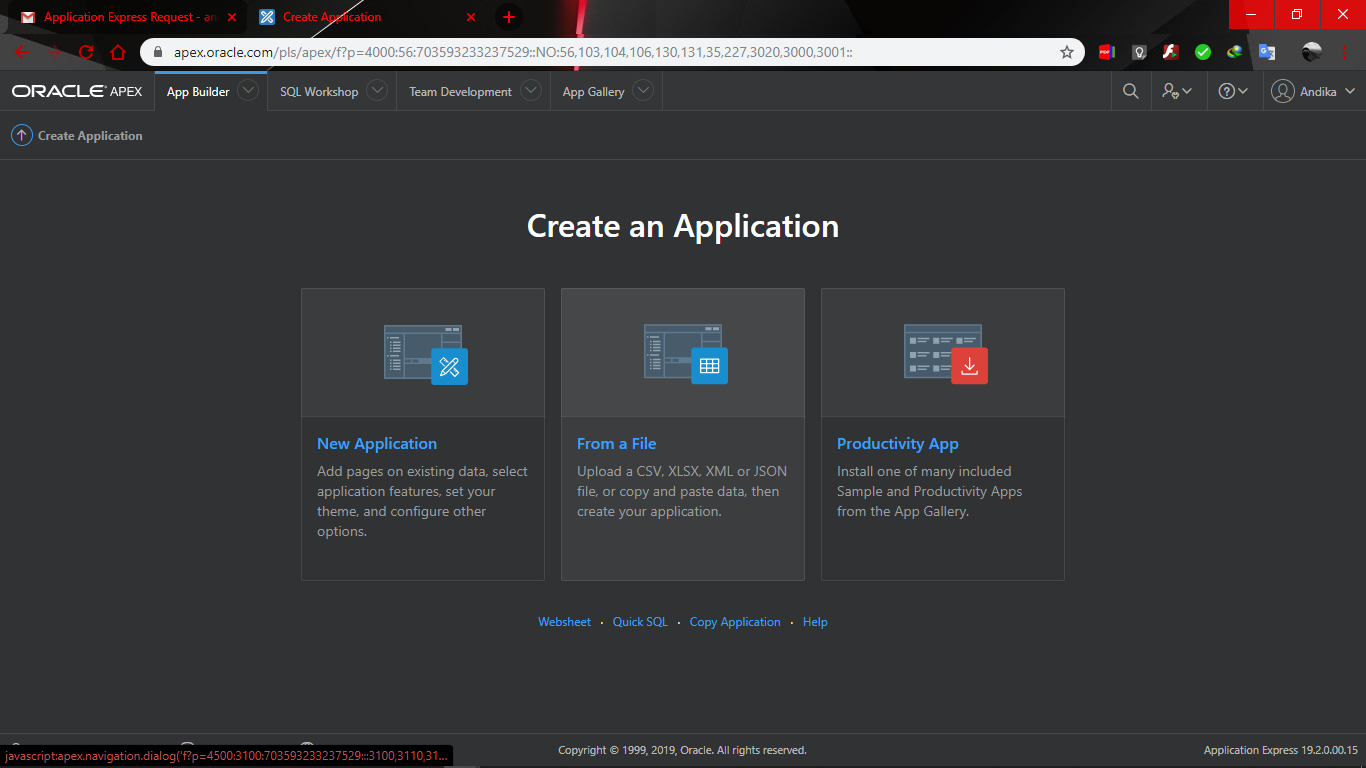 Application Express Request - an
Create Application
apex.oracle.com/pls/apex/f?p=4000:56:703593233237529::NO:56,103,104,106,130,131,35,227,3020,3000,3001::
ORACLE APEX
App Builder
SQL Workshop
Team Development
App Gallery
Andika
Create Application
Create an Application
New Application
Add pages on existing data, select
application features, set your
theme, and configure other
options.
From a File
Upload a CSV, XLSX, XML or JSON
file, or copy and paste data, then
create your application.
Productivity App
Install one of many included
Sample and Productivity Apps
from the App Gallery.
Websheet · Quick SQL · Copy Application · Help
javascript:apex.navigation.dialog('f?p=4500:3100:703593233237529:::3100,3110,31...
Copyright © 1999, 2019, Oracle. All rights reserved.
Application Express 19.2.0.00.15